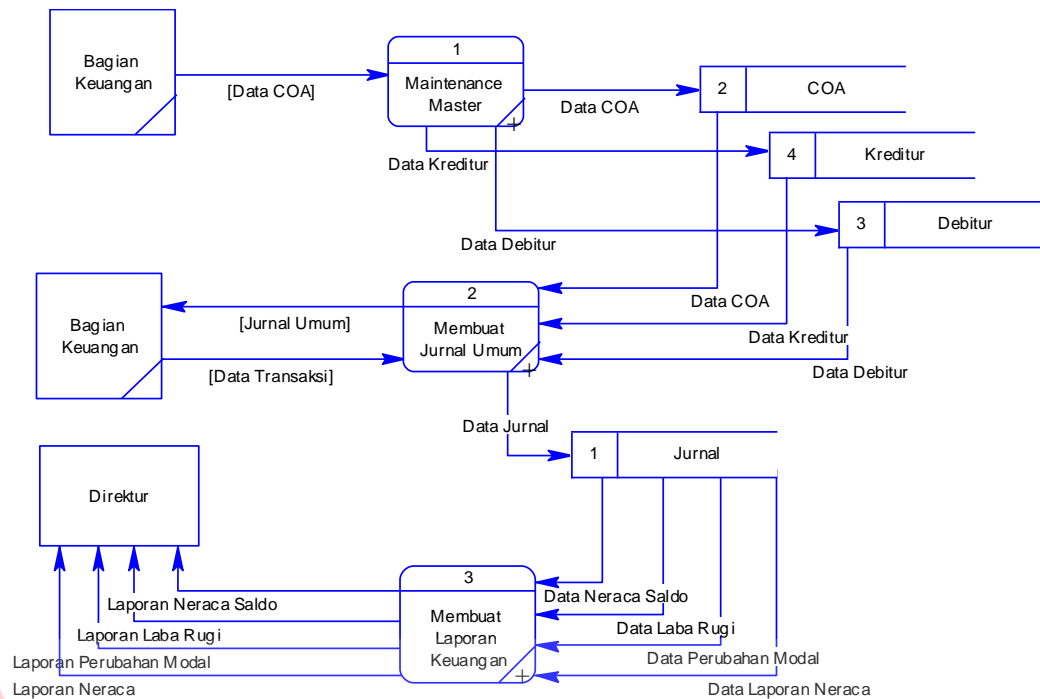 Bagian
Keuangan
[Data COA]
1
Maintenance
Master
Data COA
2
COA
Data Kreditur
4
Kreditur
Data Debitur
3
Debitur
Bagian
Keuangan
[Jurnal Umum]
[Data Transaksi]
2
Membuat
Jurnal Umum
Data COA
Data Kreditur
Data Debitur
Data Jurnal
1
Jurnal
Direktur
3
Membuat
Laporan
Keuangan
Data Neraca Saldo
Data Laba Rugi
Data Perubahan Modal
Data Laporan Neraca
Laporan Neraca Saldo
Laporan Laba Rugi
Laporan Perubahan Modal
Laporan Neraca